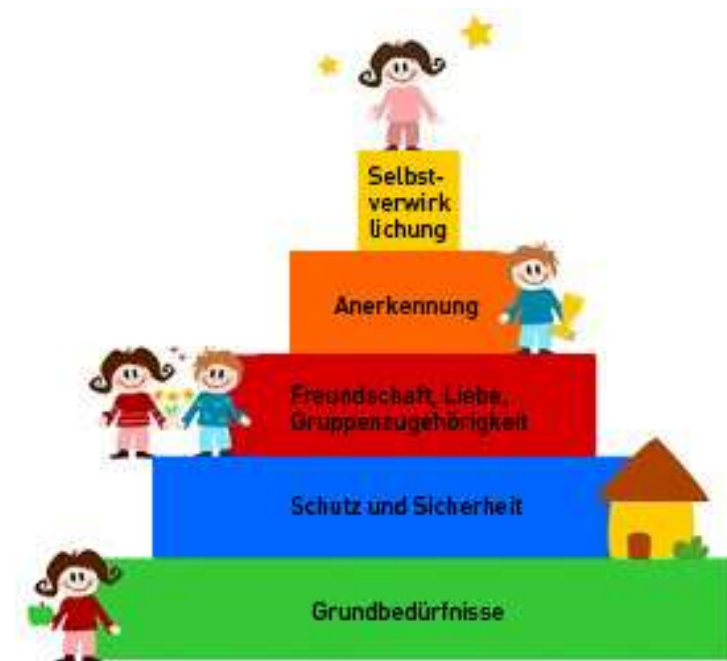 Selbst-
verwirk
lichung
Anerkennung
Freundschaft, Liebe,
Gruppenzugehörigkeit
Schutz und Sicherheit
Grundbedürfnisse